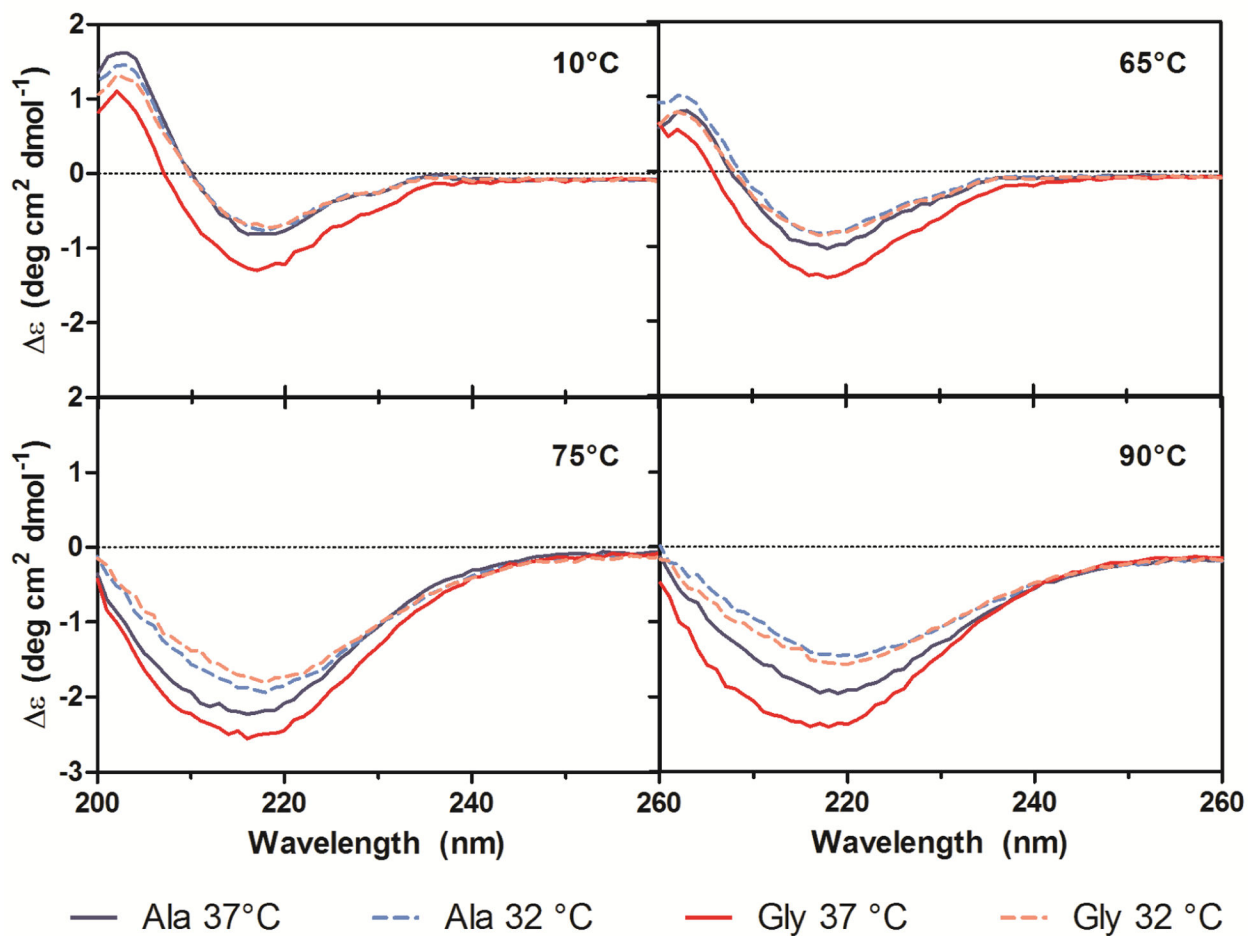 2
10°C
65°C
1
0
-1
-2
Δε (deg cm² dmol⁻¹)
2
75°C
90°C
1
0
-1
-2
-3
Δε (deg cm² dmol⁻¹)
200 220 240 260 220 240 260
Wavelength (nm) Wavelength (nm)
Ala 37°C Ala 32 °C Gly 37 °C Gly 32 °C